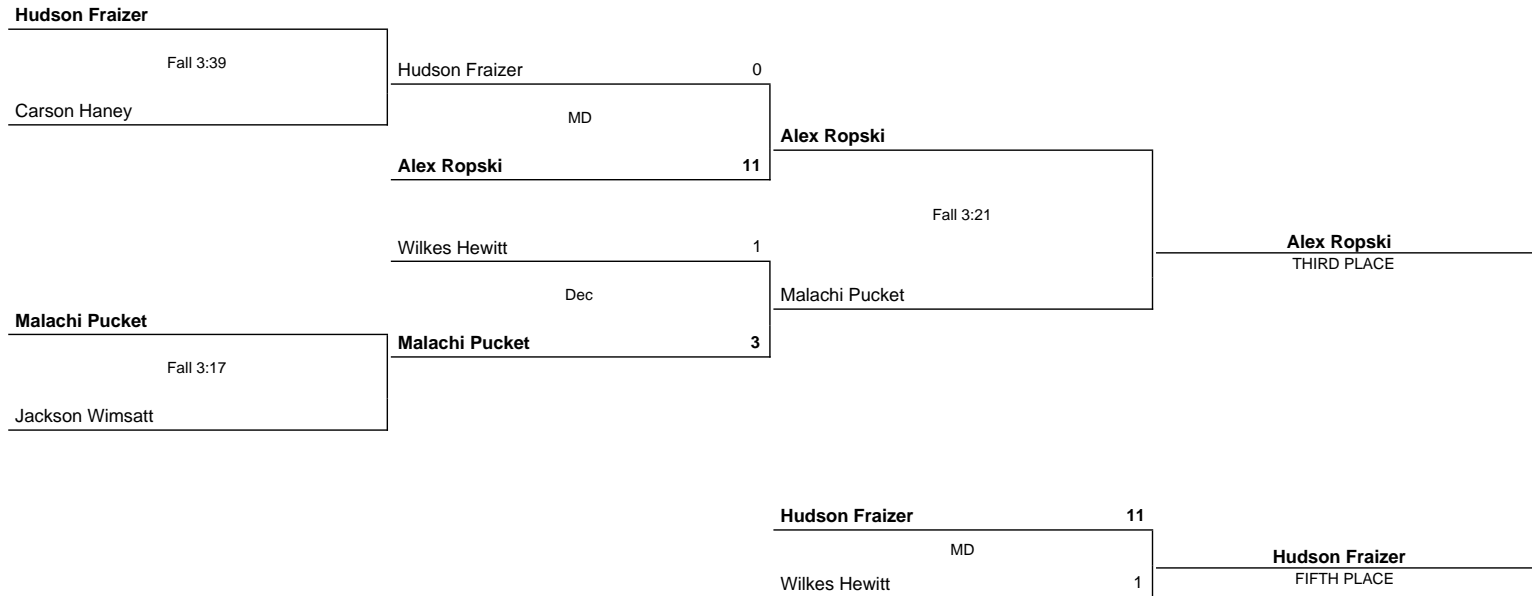 Hudson Fraizer
Fall 3:39
Carson Haney
Hudson Fraizer 0
MD
Alex Ropski 11
Wilkes Hewitt 1
Dec
Malachi Pucket 3
Malachi Pucket
Fall 3:17
Jackson Wimsatt
Alex Ropski
Fall 3:21
Malachi Pucket
Alex Ropski
THIRD PLACE
Hudson Fraizer 11
MD
Wilkes Hewitt 1
Hudson Fraizer
FIFTH PLACE